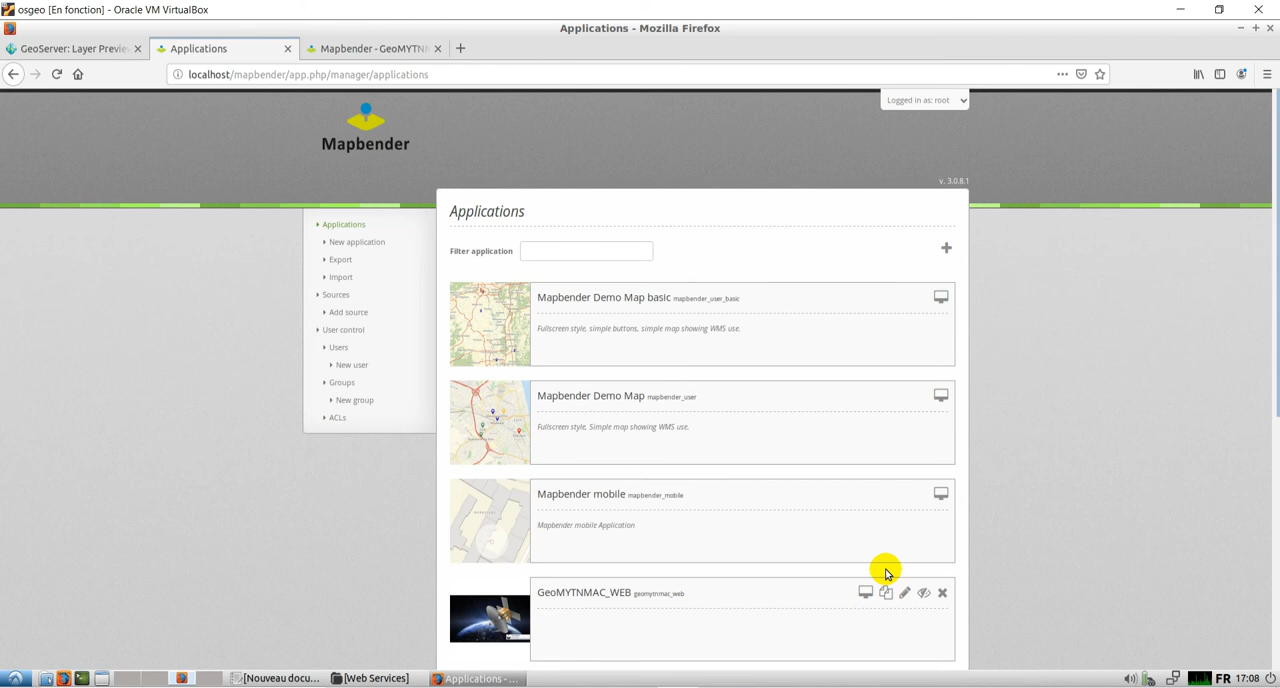 osgeo [En fonction] - Oracle VM VirtualBox
Applications - Mozilla Firefox
GeoServer: Layer Preview
Applications
Mapbender - GeoMYTN
localhost/mapbender/app.php/manager/applications
Logged in as: root
Mapbender
v. 3.0.8.1
Applications
New application
Export
Import
Sources
Add source
User control
Users
New user
Groups
New group
ACLs
Applications
Filter application
Mapbender Demo Map basic mapbender_user_basic
Fullscreen style, simple buttons, simple map showing WMS use.
Mapbender Demo Map mapbender_user
Fullscreen style, Simple map showing WMS use.
Mapbender mobile mapbender_mobile
Mapbender mobile Application
GeoMYTNMAC_WEB geomytnmac_web
[Nouveau docu...
[Web Services]
Applications - ...
FR 17:08